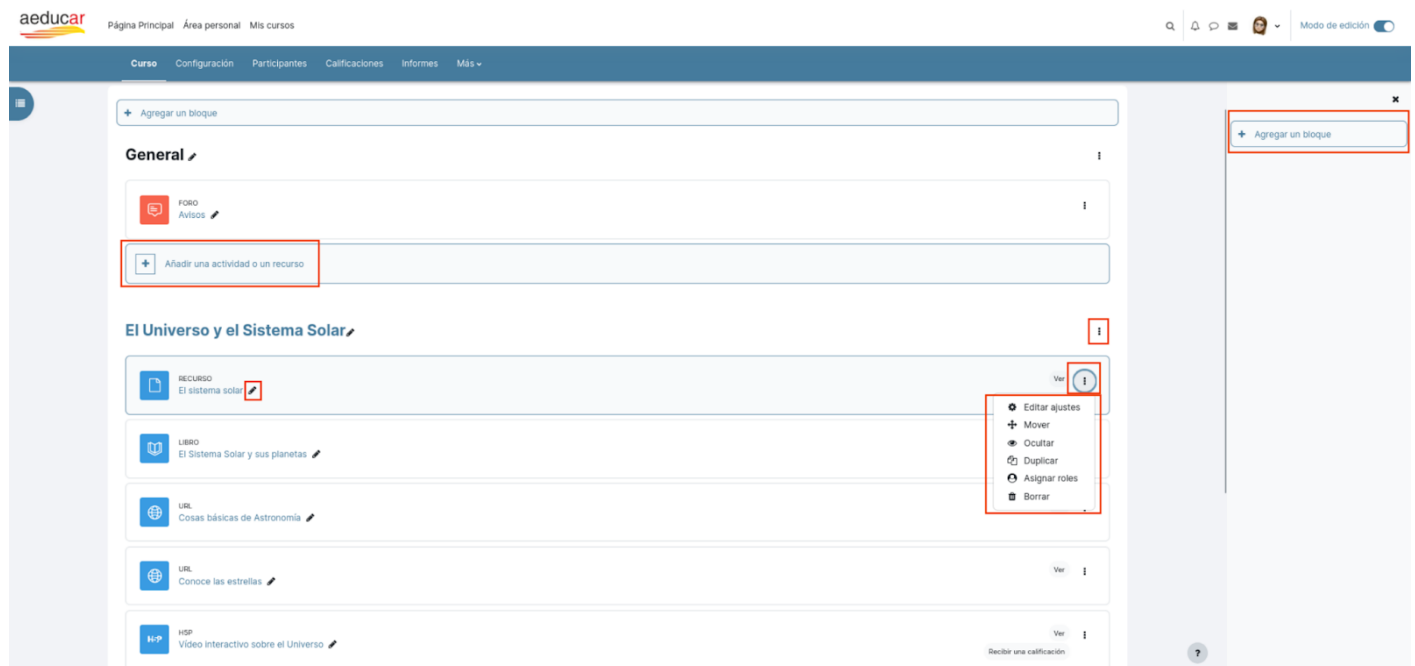 aeducar
Página Principal Área personal Mis cursos
Modo de edición
Curso Configuración Participantes Calificaciones Informes Más
Agregar un bloque
Agregar un bloque
General
FORO
Avisos
Añadir una actividad o un recurso
El Universo y el Sistema Solar
RECURSO
El sistema solar
Ver
Editar ajustes
Mover
Ocultar
Duplicar
Asignar roles
Borrar
LIBRO
El Sistema Solar y sus planetas
URL
Cosas básicas de Astronomía
URL
Conoce las estrellas
Ver
H5P
H5P
Vídeo interactivo sobre el Universo
Ver
Recibir una calificación
?